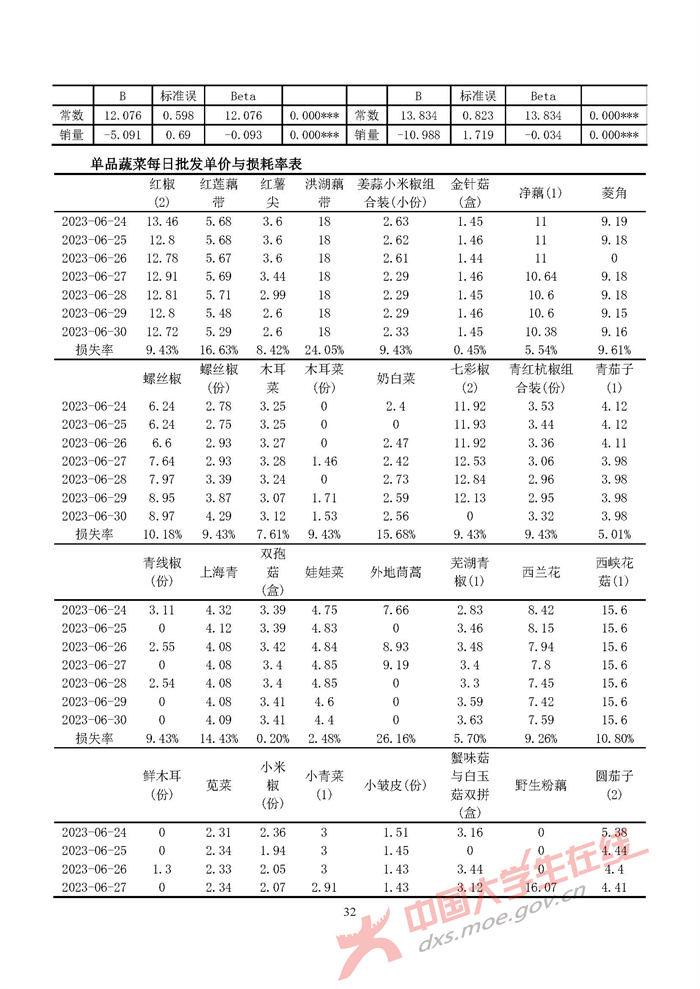 B 标准误 Beta B 标准误 Beta
常数 12.076 0.598 12.076 0.000*** 常数 13.834 0.823 13.834 0.000***
销量 -5.091 0.69 -0.093 0.000*** 销量 -10.988 1.719 -0.034 0.000***
单品蔬菜每日批发单价与损耗率表
红椒 红莲藕 红薯 洪湖藕 姜蒜小米椒组 金针菇 净藕(1) 菱角
(2) 带 尖 带 合装(小份) (盒)
2023-06-24 13.46 5.68 3.6 18 2.63 1.45 11 9.19
2023-06-25 12.8 5.68 3.6 18 2.62 1.46 11 9.18
2023-06-26 12.78 5.67 3.6 18 2.61 1.44 11 0
2023-06-27 12.91 5.69 3.44 18 2.29 1.46 10.64 9.18
2023-06-28 12.81 5.71 2.99 18 2.29 1.45 10.6 9.18
2023-06-29 12.8 5.48 2.6 18 2.29 1.46 10.6 9.15
2023-06-30 12.72 5.29 2.6 18 2.33 1.45 10.38 9.16
损失率 9.43% 16.63% 8.42% 24.05% 9.43% 0.45% 5.54% 9.61%
螺丝椒 螺丝椒 木耳 木耳菜 奶白菜 七彩椒 青红杭椒组 青茄子
(份) 菜 (份) (2) 合装(份) (1)
2023-06-24 6.24 2.78 3.25 0 2.4 11.92 3.53 4.12
2023-06-25 6.24 2.75 3.25 0 0 11.93 3.44 4.12
2023-06-26 6.6 2.93 3.27 0 2.47 11.92 3.36 4.11
2023-06-27 7.64 2.93 3.28 1.46 2.42 12.53 3.06 3.98
2023-06-28 7.97 3.39 3.24 0 2.73 12.84 2.96 3.98
2023-06-29 8.95 3.87 3.07 1.71 2.59 12.13 2.95 3.98
2023-06-30 8.97 4.29 3.12 1.53 2.56 0 3.32 3.98
损失率 10.18% 9.43% 7.61% 9.43% 15.68% 9.43% 9.43% 5.01%
青线椒 上海青 双孢 娃娃菜 外地茼蒿 芜湖青 西兰花 西峡花
(份) 菇 椒(1) 菇(1)
(盒)
2023-06-24 3.11 4.32 3.39 4.75 7.66 2.83 8.42 15.6
2023-06-25 0 4.12 3.39 4.83 0 3.46 8.15 15.6
2023-06-26 2.55 4.08 3.42 4.84 8.93 3.48 7.94 15.6
2023-06-27 0 4.08 3.4 4.85 9.19 3.4 7.8 15.6
2023-06-28 2.54 4.08 3.4 4.85 0 3.3 7.45 15.6
2023-06-29 0 4.08 3.41 4.6 0 3.59 7.42 15.6
2023-06-30 0 4.09 3.41 4.4 0 3.63 7.59 15.6
损失率 9.43% 14.43% 0.20% 2.48% 26.16% 5.70% 9.26% 10.80%
鲜木耳 苋菜 小米 小青菜 小皱皮(份) 蟹味菇 野生粉藕 圆茄子
(份) 椒 (1) 与白玉 (2)
(份) 菇双拼
(盒)
2023-06-24 0 2.31 2.36 3 1.51 3.16 0 5.38
2023-06-25 0 2.34 1.94 3 1.45 0 0 4.44
2023-06-26 1.3 2.33 2.05 3 1.43 3.44 0 4.4
2023-06-27 0 2.34 2.07 2.91 1.43 3.12 16.07 4.41
32
中国大学生在线
dxs.moe.gov.cn